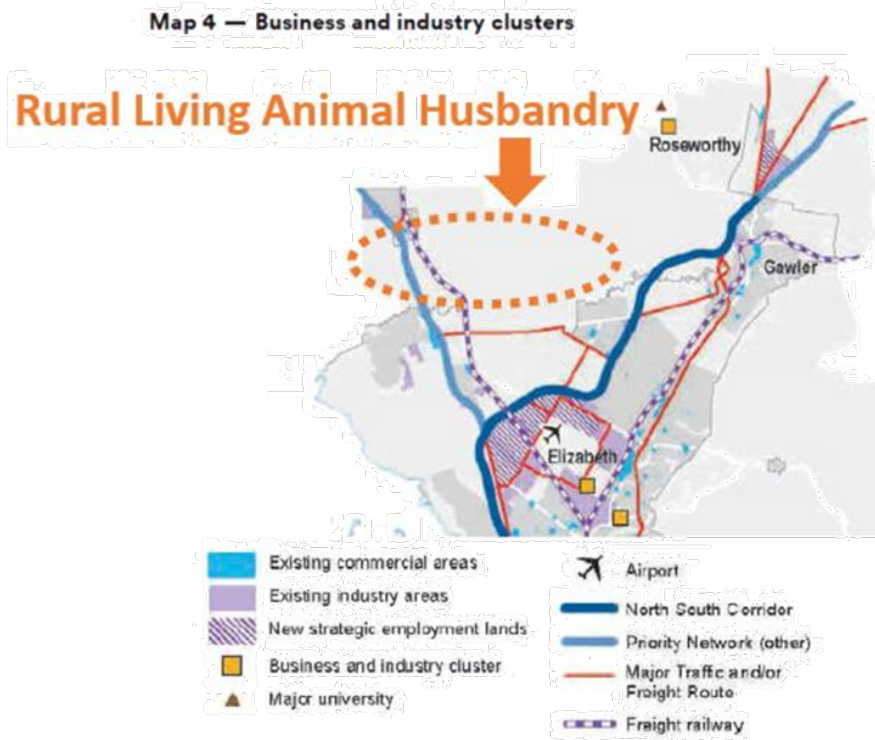 Map 4 — Business and industry clusters
Rural Living Animal Husbandry
Roseworthy
Gawler
Elizabeth
Existing commercial areas
Existing industry areas
New strategic employment lands
Business and industry cluster
Major university
Airport
North South Corridor
Priority Network (other)
Major Traffic and/or
Freight Route
Freight railway